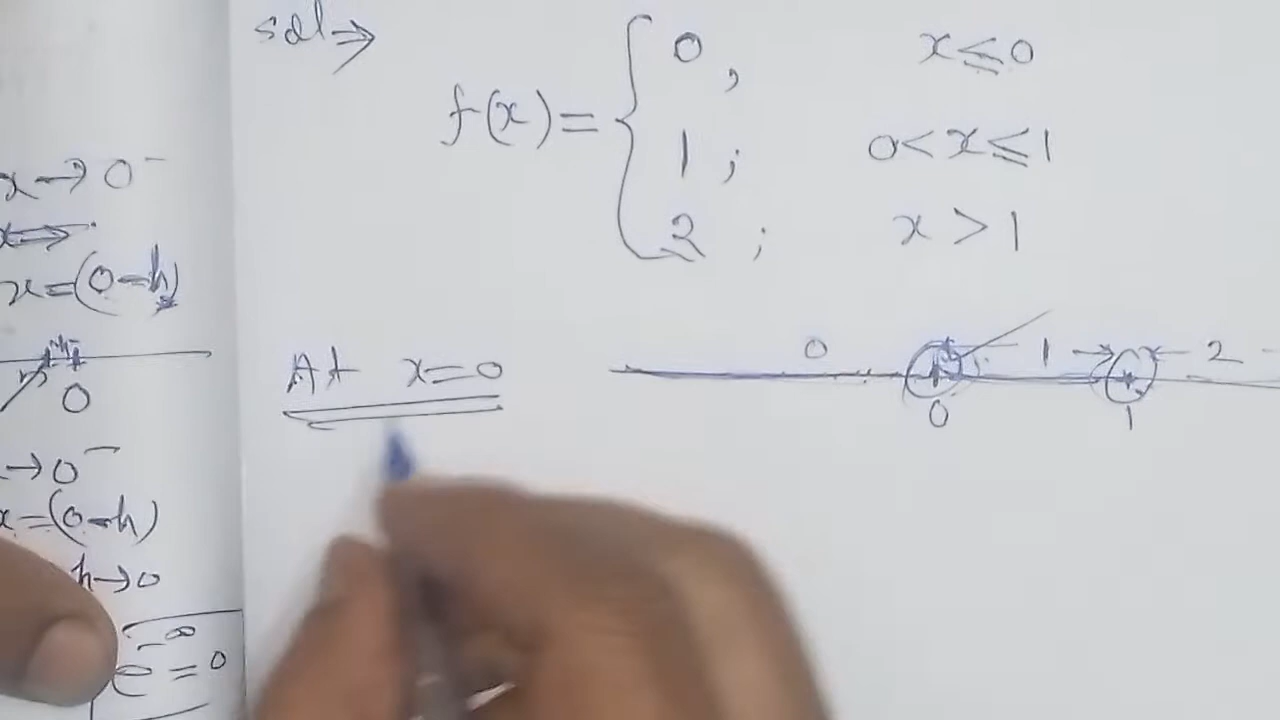 x→0⁻
x=(0-h)
0
→0⁻
x=(0-h)
h→0
e^-∞ = 0
sol→
f(x)={ 0, x≤0
1; 0<x≤1
2; x>1
At x=0
0 1 → 2
0 1